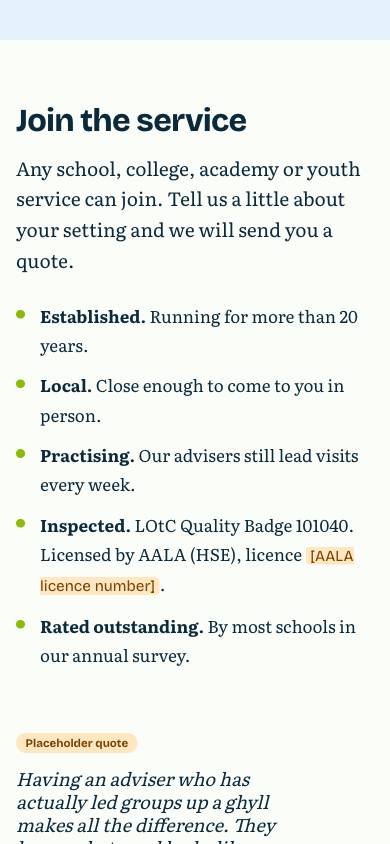 Join the service
Any school, college, academy or youth
service can join. Tell us a little about
your setting and we will send you a
quote.
Established. Running for more than 20
years.
Local. Close enough to come to you in
person.
Practising. Our advisers still lead visits
every week.
Inspected. LOtC Quality Badge 101040.
Licensed by AALA (HSE), licence [AALA
licence number] .
Rated outstanding. By most schools in
our annual survey.
Placeholder quote
Having an adviser who has
actually led groups up a ghyll
makes all the difference. They